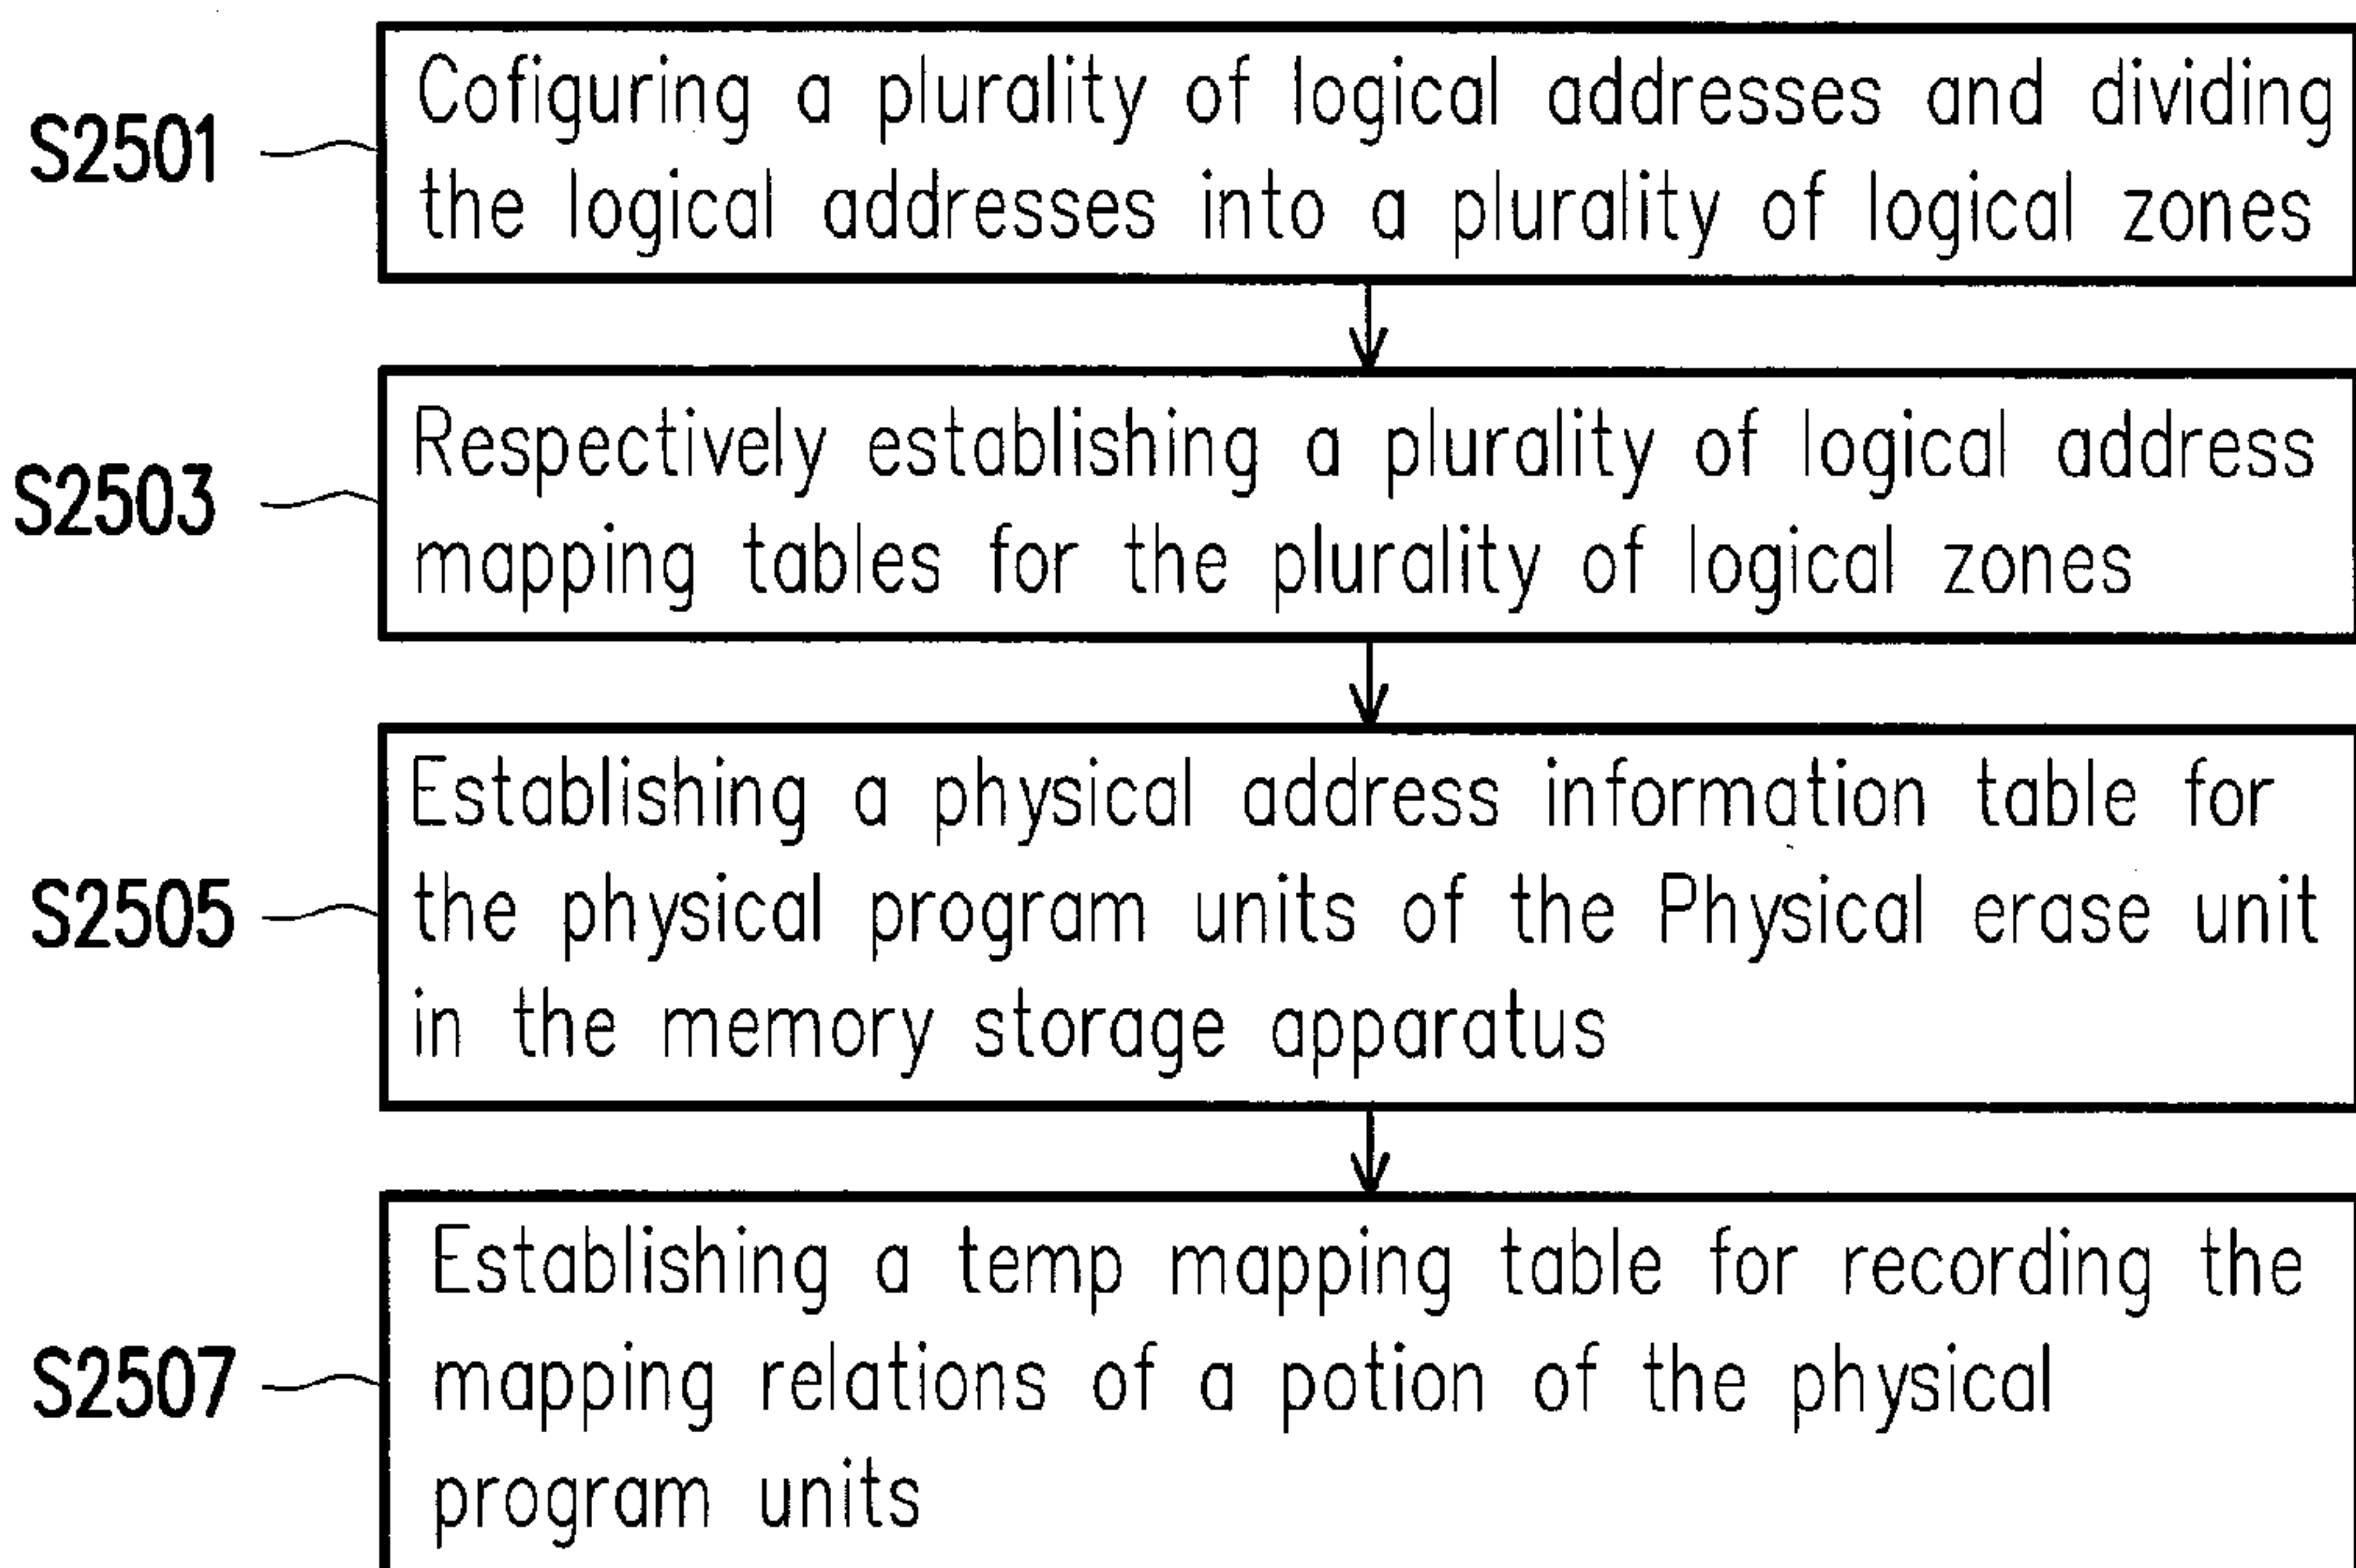 S2501
Cofiguring a plurality of logical addresses and dividing
the logical addresses into a plurality of logical zones
S2503
Respectively establishing a plurality of logical address
mapping tables for the plurality of logical zones
S2505
Establishing a physical address information table for
the physical program units of the Physical erase unit
in the memory storage apparatus
S2507
Establishing a temp mapping table for recording the
mapping relations of a potion of the physical
program units